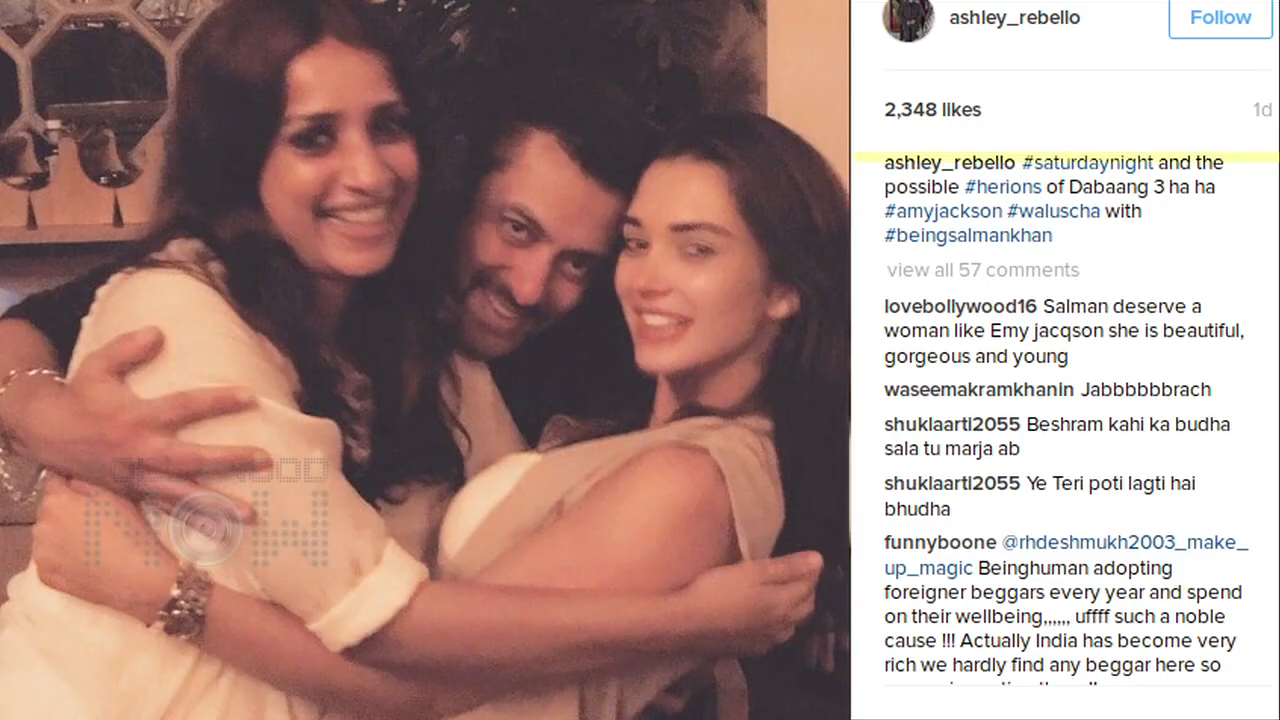 ashley_rebello
Follow
2,348 likes
1d
ashley_rebello #saturdaynight and the
possible #herions of Dabaang 3 ha ha
#amyjackson #waluscha with
#beingsalmankhan
view all 57 comments
lovebollywood16 Salman deserve a
woman like Emy jacqson she is beautiful,
gorgeous and young
waseemakramkhanin Jabbbbbbrach
shuklaartl2055 Beshram kahi ka budha
sala tu marja ab
shuklaartl2055 Ye Teri poti lagti hai
bhudha
funnyboone @rhdeshmukh2003_make_
up_magic Beinghuman adopting
foreigner beggars every year and spend
on their wellbeing,,,,,, uffff such a noble
cause !!! Actually India has become very
rich we hardly find any beggar here so
NOW